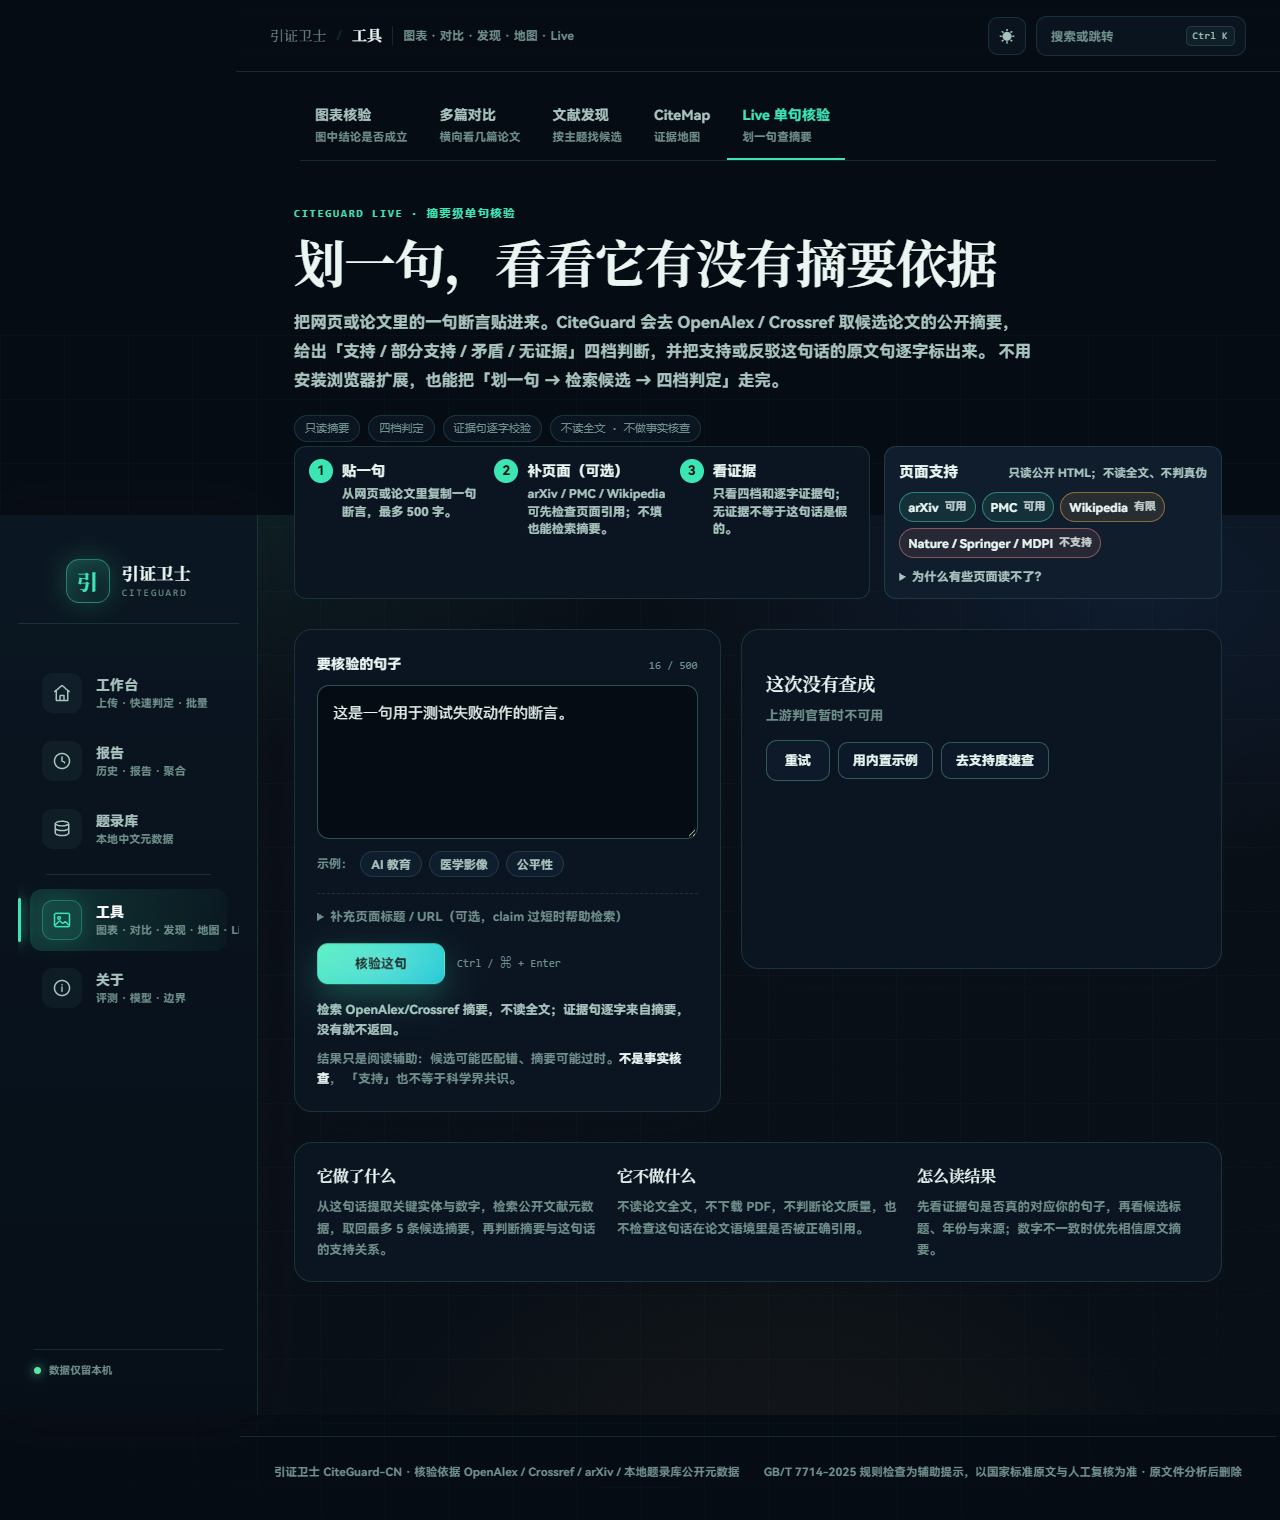 引证卫士 / 工具 图表 · 对比 · 发现 · 地图 · Live
搜索或跳转 Ctrl K
图表核验 多篇对比 文献发现 CiteMap Live 单句核验
图中结论是否成立 横向看几篇论文 按主题找候选 证据地图 划一句查摘要
CITEGUARD LIVE · 摘要级单句核验
划一句，看看它有没有摘要依据
把网页或论文里的一句断言贴进来。CiteGuard 会去 OpenAlex / Crossref 取候选论文的公开摘要，
给出「支持 / 部分支持 / 矛盾 / 无证据」四档判断，并把支持或反驳这句话的原文句逐字标出来。 不用
安装浏览器扩展，也能把「划一句 → 检索候选 → 四档判定」走完。
只读摘要 四档判定 证据句逐字校验 不读全文 · 不做事实核查
1 贴一句
从网页或论文里复制一句
断言，最多 500 字。
2 补页面（可选）
arXiv / PMC / Wikipedia
可先检查页面引用；不填
也能检索摘要。
3 看证据
只看四档和逐字证据句；
无证据不等于这句话是假
的。
页面支持 只读公开 HTML；不读全文、不判真伪
arXiv 可用 PMC 可用 Wikipedia 有限
Nature / Springer / MDPI 不支持
为什么有些页面读不了？
引
引证卫士
CITEGUARD
工作台
上传 · 快速判定 · 批量
报告
历史 · 报告 · 聚合
题录库
本地中文元数据
工具
图表 · 对比 · 发现 · 地图 · Li
关于
评测 · 模型 · 边界
数据仅留本机
要核验的句子 16 / 500
这是一句用于测试失败动作的断言。
示例： AI 教育 医学影像 公平性
补充页面标题 / URL（可选，claim 过短时帮助检索）
核验这句 Ctrl / ⌘ + Enter
检索 OpenAlex/Crossref 摘要，不读全文；证据句逐字来自摘要，
没有就不返回。
结果只是阅读辅助：候选可能匹配错、摘要可能过时。不是事实核
查， 「支持」也不等于科学界共识。
这次没有查成
上游判官暂时不可用
重试 用内置示例 去支持度速查
它做了什么
从这句话提取关键实体与数字，检索公开文献元数
据，取回最多 5 条候选摘要，再判断摘要与这句话
的支持关系。
它不做什么
不读论文全文，不下载 PDF，不判断论文质量，也
不检查这句话在论文语境里是否被正确引用。
怎么读结果
先看证据句是否真的对应你的句子，再看候选标
题、年份与来源；数字不一致时优先相信原文摘
要。
引证卫士 CiteGuard-CN · 核验依据 OpenAlex / Crossref / arXiv / 本地题录库公开元数据 GB/T 7714-2025 规则检查为辅助提示，以国家标准原文与人工复核为准 · 原文件分析后删除